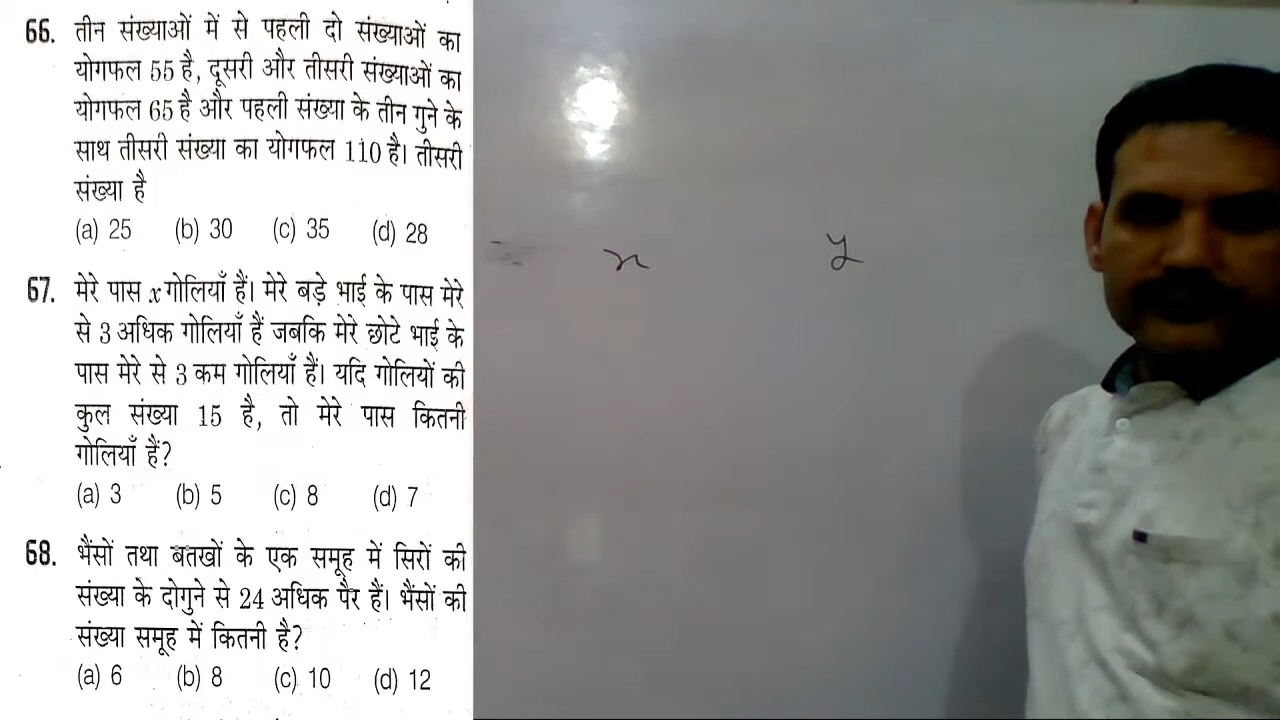 66. तीन संख्याओं में से पहली दो संख्याओं का
योगफल 55 है, दूसरी और तीसरी संख्याओं का
योगफल 65 है और पहली संख्या के तीन गुने के
साथ तीसरी संख्या का योगफल 110 है। तीसरी
संख्या है
(a) 25 (b) 30 (c) 35 (d) 28
67. मेरे पास x गोलियाँ हैं। मेरे बड़े भाई के पास मेरे
से 3 अधिक गोलियाँ हैं जबकि मेरे छोटे भाई के
पास मेरे से 3 कम गोलियाँ हैं। यदि गोलियों की
कुल संख्या 15 है, तो मेरे पास कितनी
गोलियाँ हैं?
(a) 3 (b) 5 (c) 8 (d) 7
68. भैंसों तथा बतखों के एक समूह में सिरों की
संख्या के दोगुने से 24 अधिक पैर हैं। भैंसों की
संख्या समूह में कितनी है?
(a) 6 (b) 8 (c) 10 (d) 12
x y